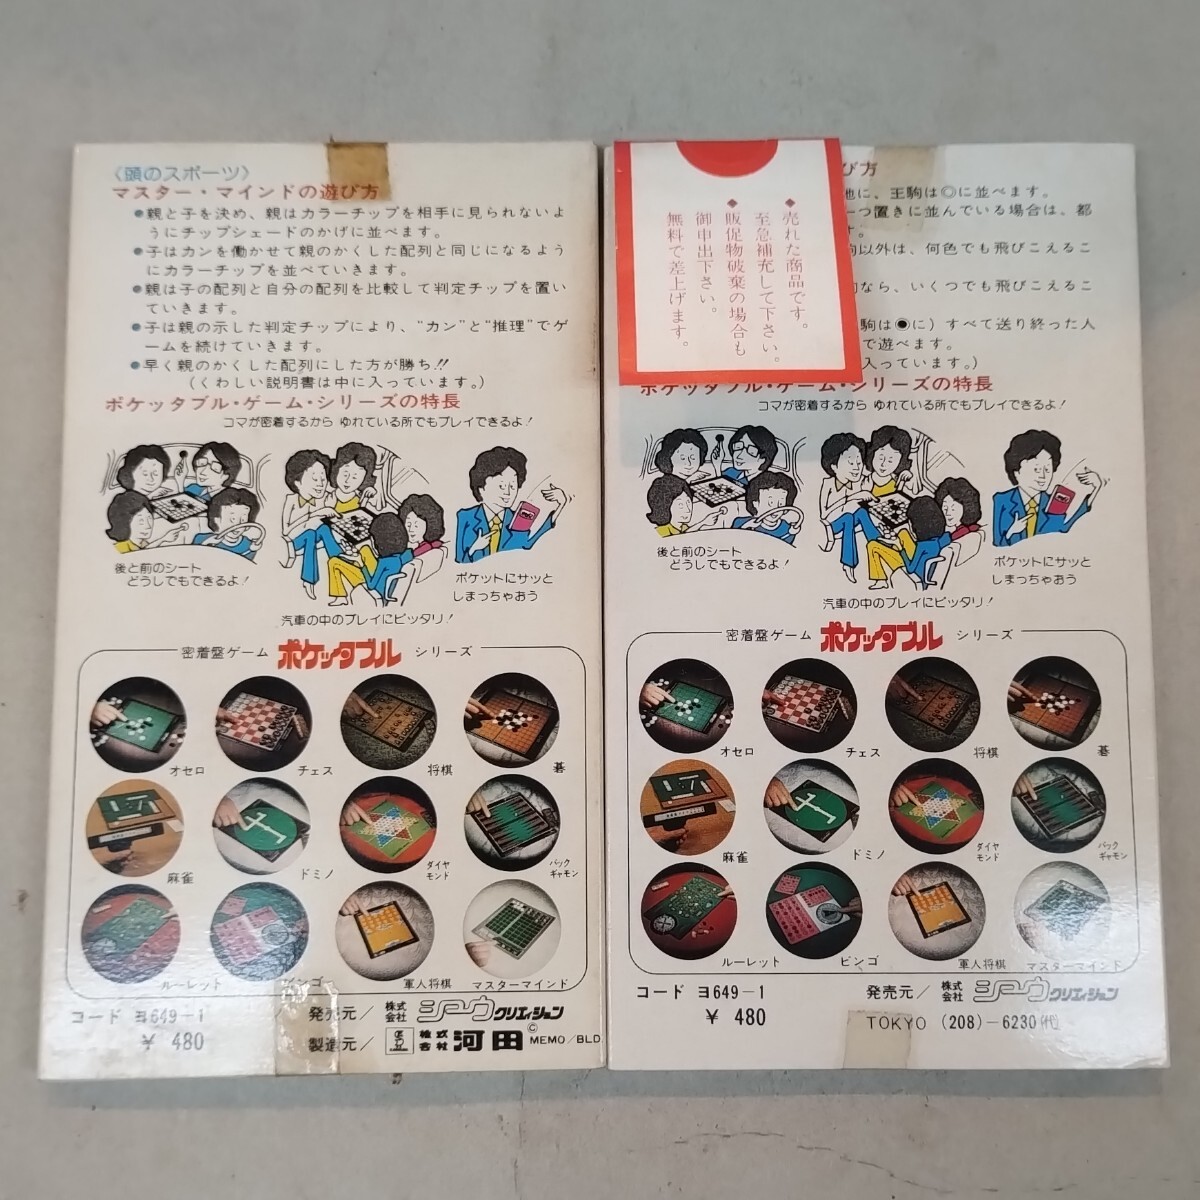 〈頭のスポーツ〉
マスター・マインドの遊び方
●親と子を決め、親はカラーチップを相手に見られないよ
うにチップシェードのかげに並べます。
●子はカンを働かせて親のかくした配列と同じになるよう
にカラーチップを並べていきます。
●親は子の配列と自分の配列を比較して判定チップを置い
ていきます。
●子は親の示した判定チップにより、“カン”と“推理”でゲ
ームを続けていきます。
●早く親のかくした配列にした方が勝ち!!
(くわしい説明書は中に入っています。)
ポケッタブル・ゲーム・シリーズの特長
コマが密着するから ゆれている所でもプレイできるよ!
後と前のシート
どうしでもできるよ!
汽車の中のプレイにピッタリ!
ポケットにサッと
しまっちゃおう
密着盤ゲーム ポケッタブル シリーズ
オセロ
チェス
将棋
碁
麻雀
ドミノ
ダイヤ
モンド
バック
ギャモン
ルーレット
ビンゴ
軍人将棋
マスターマインド
コード ヨ649-1
¥ 480
発売元/株式会社 シュウクリエィション
製造元/ 株式会社 河田 © MEMO/BLD
◆売れた商品です。
至急補充して下さい。
◆販促物破棄の場合も
御申出下さい。
無料で差上げます。
び方
地に、王駒は◎に並べます。
一つ置きに並んでいる場合は、都
す。
駒以外は、何色でも飛びこえるこ
駒なら、いくつでも飛びこえるこ
駒は◉に) すべて送り終った人
で遊べます。
入っています。)
ポケッタブル・ゲーム・シリーズの特長
コマが密着するから ゆれている所でもプレイできるよ!
後と前のシート
どうしでもできるよ!
汽車の中のプレイにピッタリ!
ポケットにサッと
しまっちゃおう
密着盤ゲーム ポケッタブル シリーズ
オセロ
チェス
将棋
碁
麻雀
ドミノ
ダイヤ
モンド
バック
ギャモン
ルーレット
ビンゴ
軍人将棋
マスターマインド
コード ヨ649-1
¥ 480
発売元/株式会社 シュウクリエィション
TOKYO (208)-6230(代)